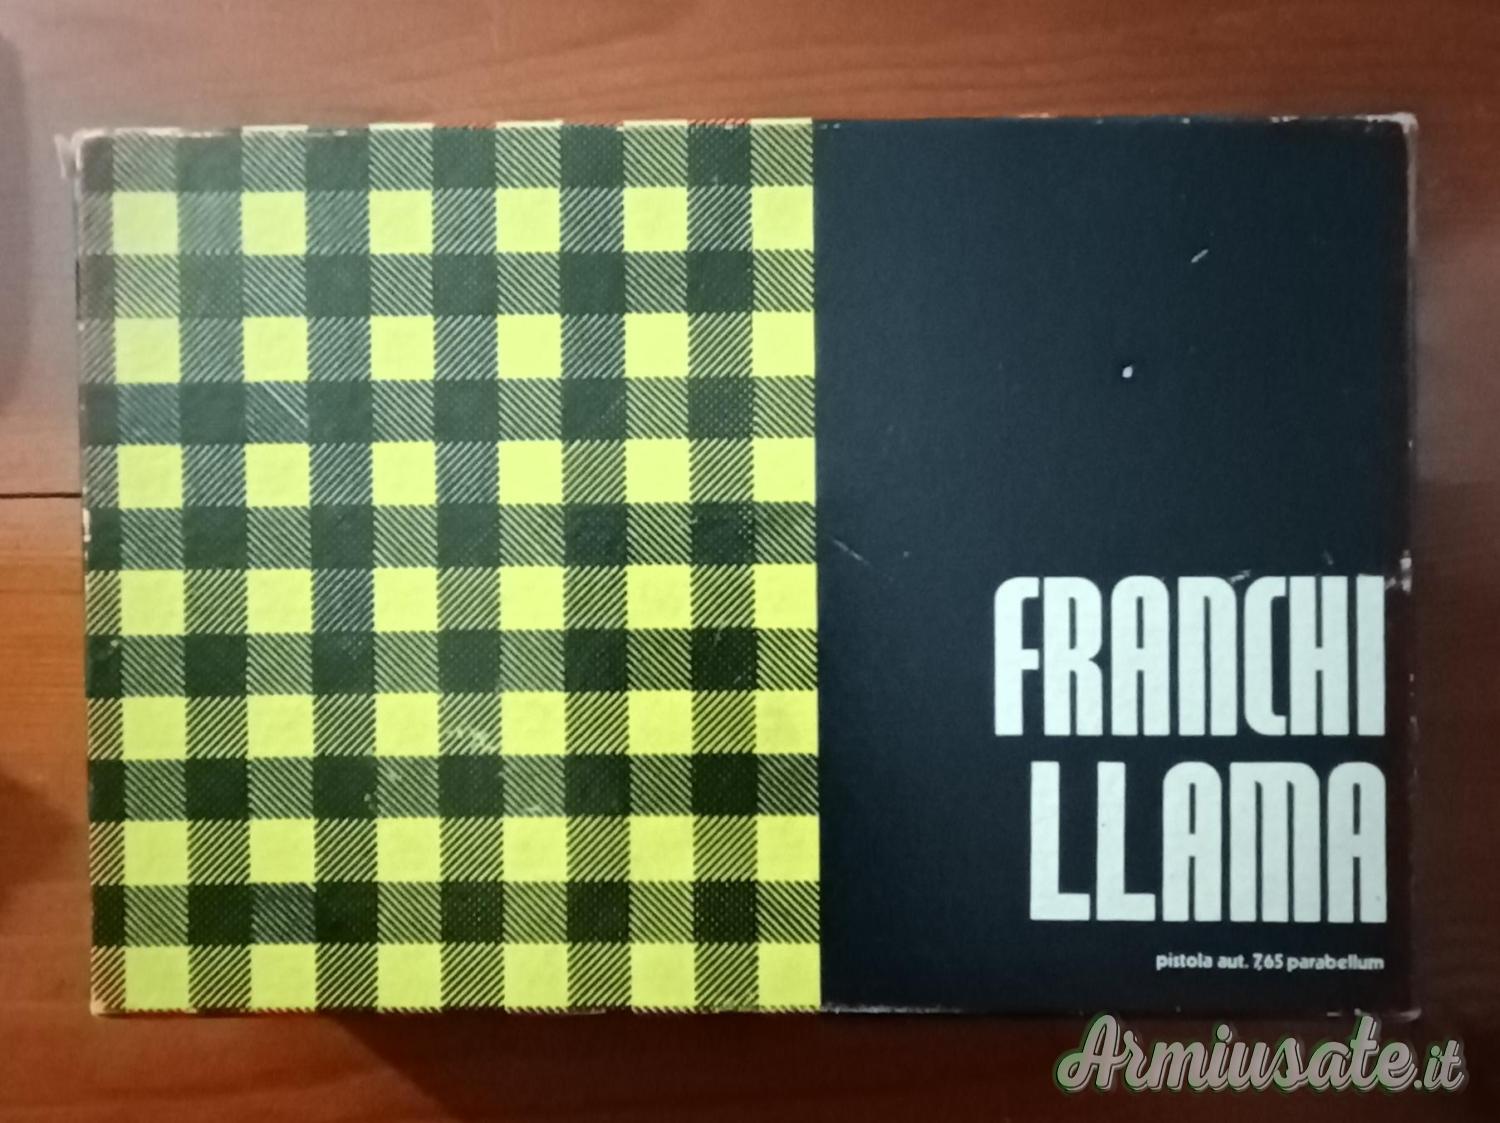 FRANCHI
LLAMA
pistola aut. 7,65 parabellum
Armiusate.it